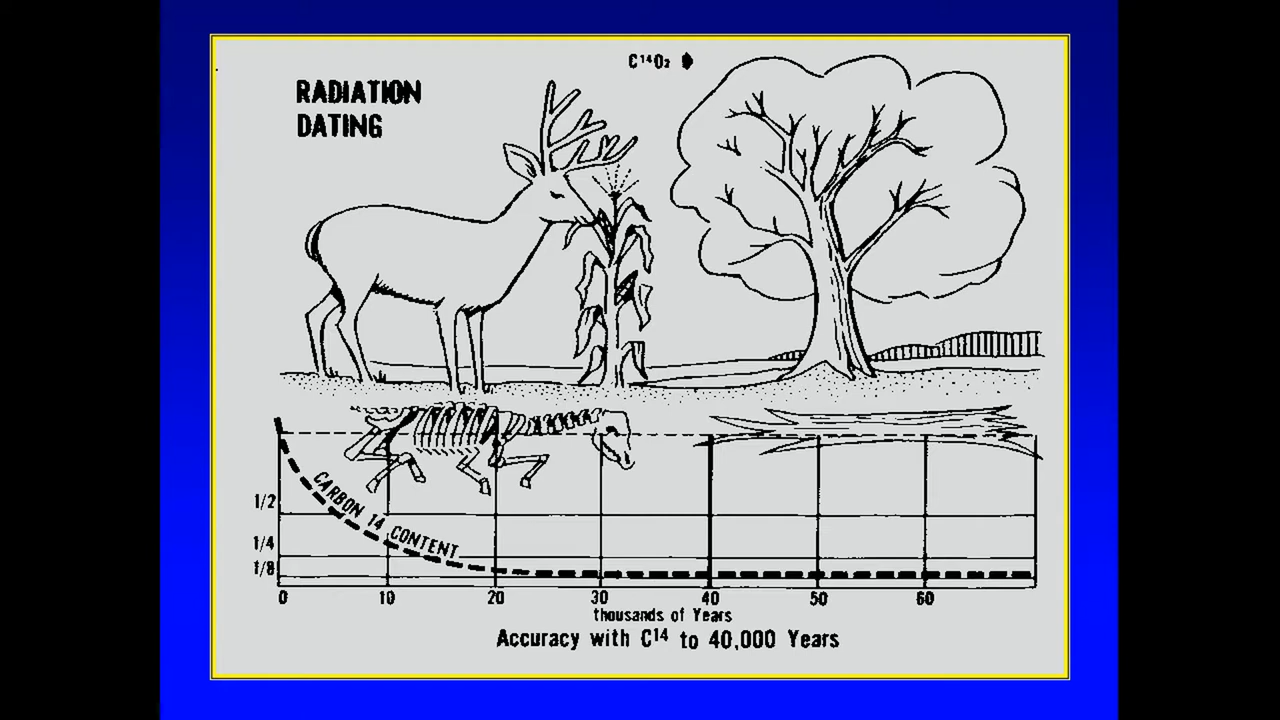 C¹⁴O₂
RADIATION
DATING
CARBON 14 CONTENT
1/2
1/4
1/8
0 10 20 30 40 50 60
thousands of Years
Accuracy with C¹⁴ to 40,000 Years